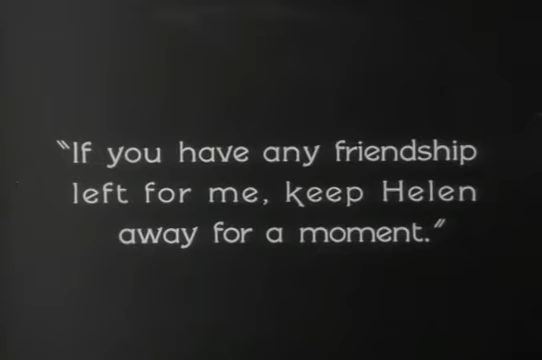 "If you have any friendship
left for me, keep Helen
away for a moment."